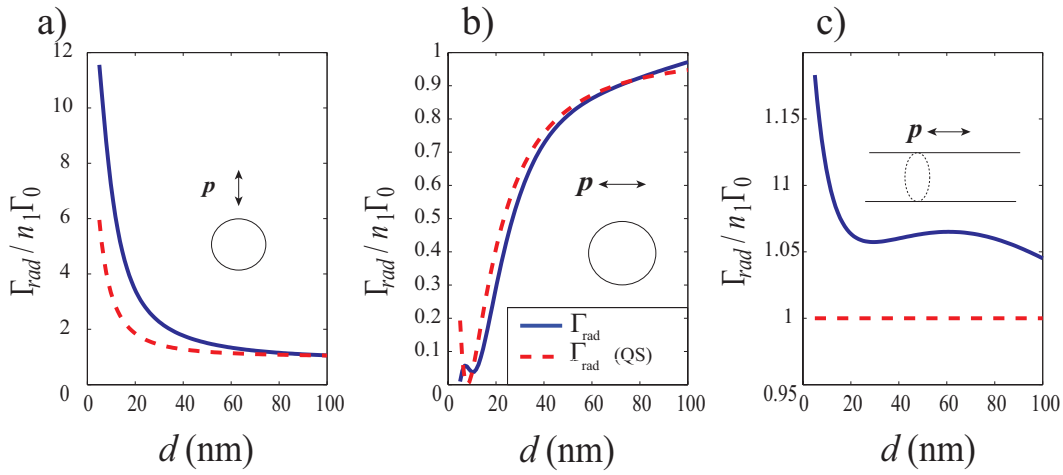 a)
12
10
8
6
4
2
0
0 20 40 60 80 100
Γrad / n1Γ0
d (nm)
p
b)
1
0.9
0.8
0.7
0.6
0.5
0.4
0.3
0.2
0.1
0
0 20 40 60 80 100
Γrad / n1Γ0
d (nm)
p
Γrad
Γrad (QS)
c)
1.15
1.1
1.05
1
0.95
0 20 40 60 80 100
Γrad / n1Γ0
d (nm)
p